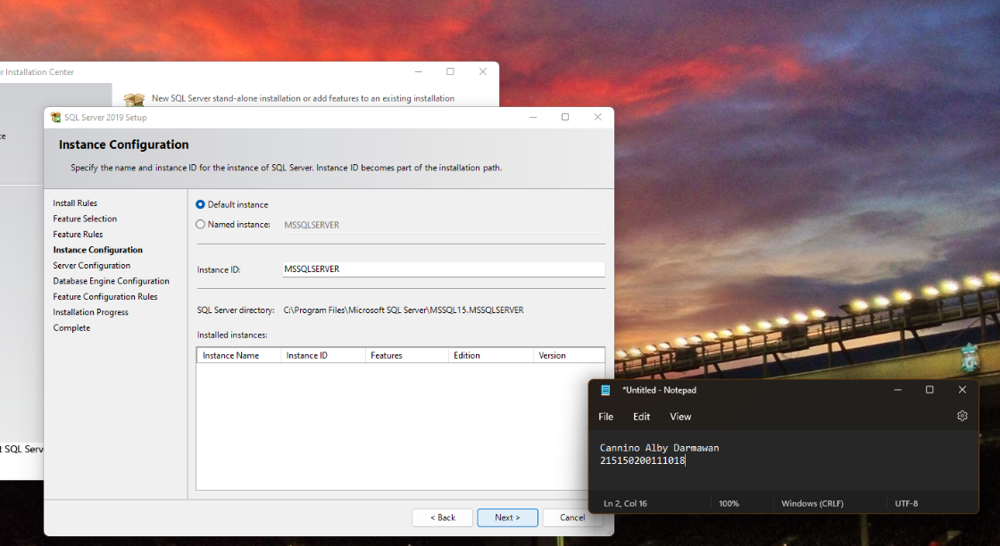 r Installation Center
New SQL Server stand-alone installation or add features to an existing installation
ce
t SQL Serv
SQL Server 2019 Setup
Instance Configuration
Specify the name and instance ID for the instance of SQL Server. Instance ID becomes part of the installation path.
Install Rules
Feature Selection
Feature Rules
Instance Configuration
Server Configuration
Database Engine Configuration
Feature Configuration Rules
Installation Progress
Complete
Default instance
Named instance: MSSQLSERVER
Instance ID: MSSQLSERVER
SQL Server directory: C:\Program Files\Microsoft SQL Server\MSSQL15.MSSQLSERVER
Installed instances:
Instance Name Instance ID Features Edition Version
< Back Next > Cancel
*Untitled - Notepad
File Edit View
Cannino Alby Darmawan
215150200111018
Ln 2, Col 16 100% Windows (CRLF) UTF-8